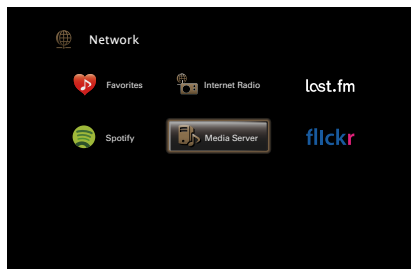 Network
Favorites
Internet Radio
last.fm
Spotify
Media Server
flickr